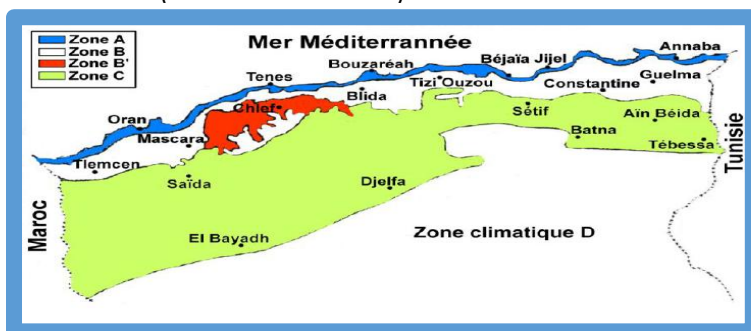 Zone A
Zone B
Zone B'
Zone C
Mer Méditerrannée
Annaba
Bouzaréah
Béjaïa Jijel
Tenes
Tizi Ouzou
Constantine
Guelma
Blida
Oran
Chlef
Sétif
Aïn Béida
Mascara
Batna
Tébessa
Tlemcen
Saïda
Djelfa
Tunisie
Maroc
El Bayadh
Zone climatique D